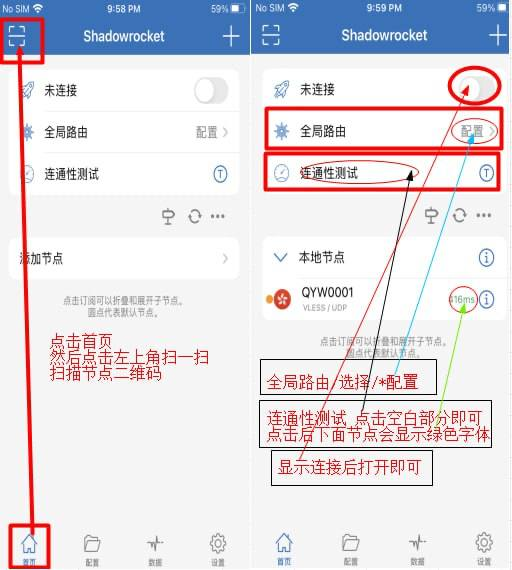 No SIM 9:58 PM 59%
Shadowrocket
未连接
全局路由 配置
连通性测试 T
添加节点
点击订阅可以折叠和展开子节点。
圆点代表默认节点。
点击首页
然后点击左上角扫一扫
扫描节点二维码
首页 配置 数据 设置
No SIM 9:59 PM 59%
Shadowrocket
未连接
全局路由 配置
连通性测试 T
本地节点
QYW0001 416ms
VLESS / UDP
点击订阅可以折叠和展开子节点。
圆点代表默认节点。
全局路由/选择/*配置
连通性测试 点击空白部分即可
点击后下面节点会显示绿色字体
显示连接后打开即可
首页 配置 数据 设置